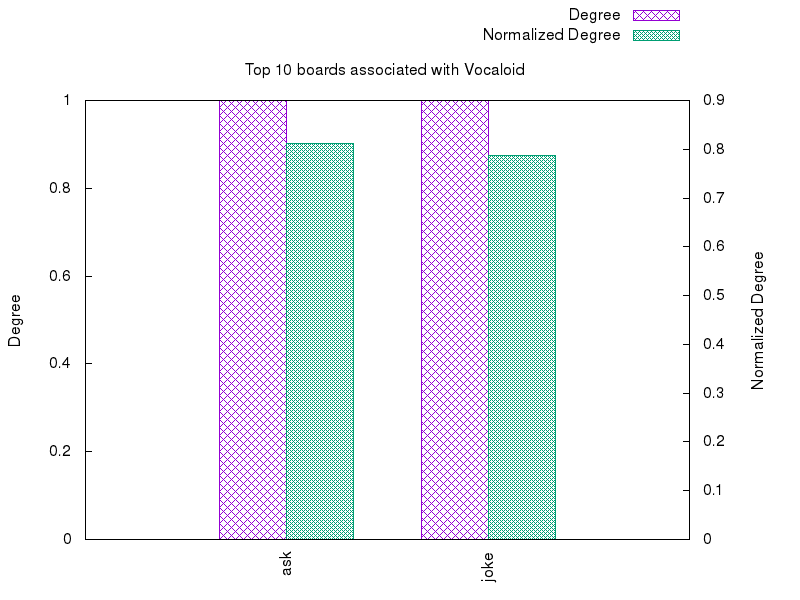 Degree
Normalized Degree
Top 10 boards associated with Vocaloid
1
0.8
0.6
0.4
0.2
0
0.9
0.8
0.7
0.6
0.5
0.4
0.3
0.2
0.1
0
Degree
Normalized Degree
ask
joke